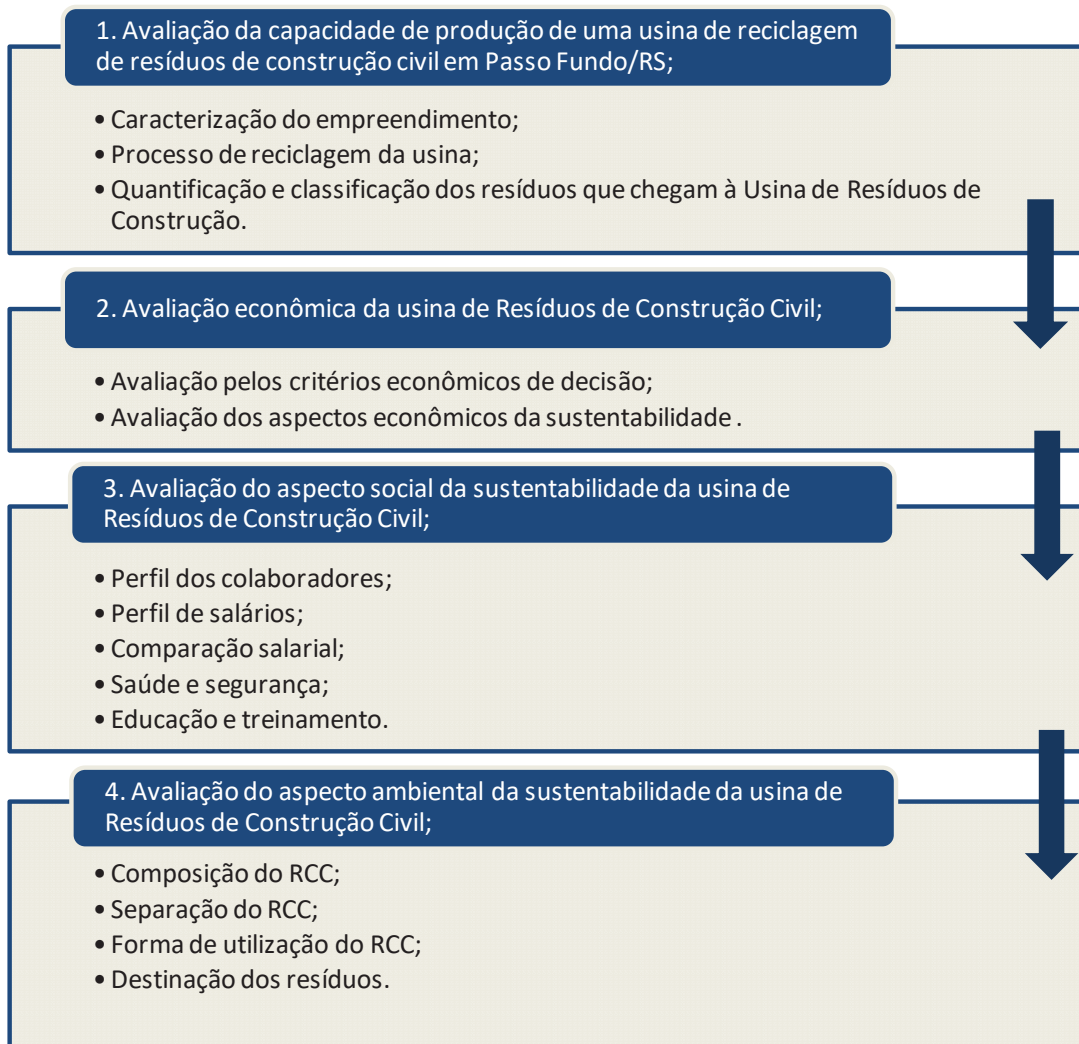 1. Avaliação da capacidade de produção de uma usina de reciclagem
de resíduos de construção civil em Passo Fundo/RS;
• Caracterização do empreendimento;
• Processo de reciclagem da usina;
• Quantificação e classificação dos resíduos que chegam à Usina de Resíduos de
Construção.
2. Avaliação econômica da usina de Resíduos de Construção Civil;
• Avaliação pelos critérios econômicos de decisão;
• Avaliação dos aspectos econômicos da sustentabilidade .
3. Avaliação do aspecto social da sustentabilidade da usina de
Resíduos de Construção Civil;
• Perfil dos colaboradores;
• Perfil de salários;
• Comparação salarial;
• Saúde e segurança;
• Educação e treinamento.
4. Avaliação do aspecto ambiental da sustentabilidade da usina de
Resíduos de Construção Civil;
• Composição do RCC;
• Separação do RCC;
• Forma de utilização do RCC;
• Destinação dos resíduos.